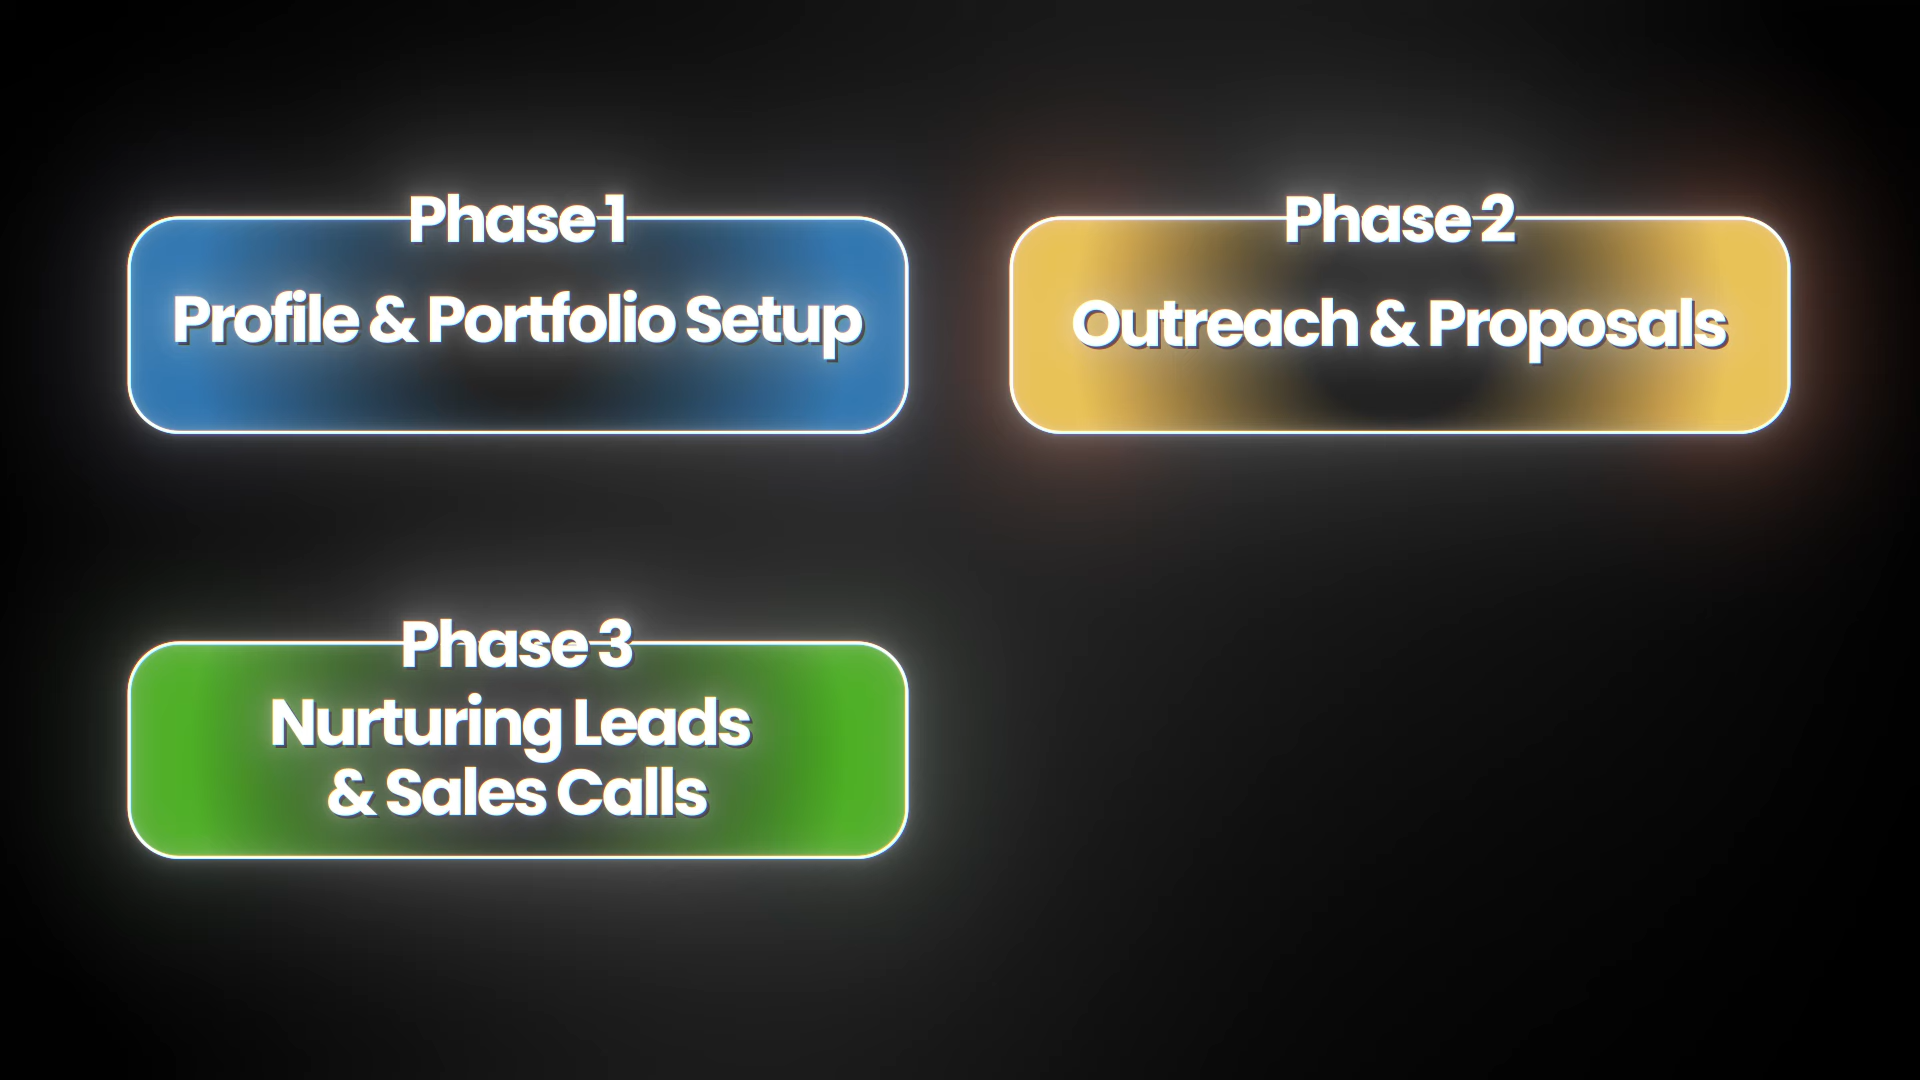 Phase 1
Profile & Portfolio Setup
Phase 2
Outreach & Proposals
Phase 3
Nurturing Leads
& Sales Calls